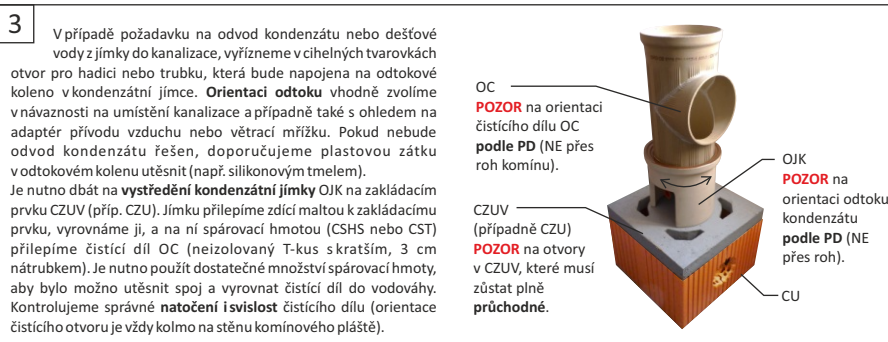 3
V případě požadavku na odvod kondenzátu nebo dešťové
vody z jímky do kanalizace, vyřízneme v cihelných tvarovkách
otvor pro hadici nebo trubku, která bude napojena na odtokové
koleno v kondenzátní jímce. Orientaci odtoku vhodně zvolíme
v návaznosti na umístění kanalizace a případně také s ohledem na
adaptér přívodu vzduchu nebo větrací mřížku. Pokud nebude
odvod kondenzátu řešen, doporučujeme plastovou zátku
v odtokovém kolenu utěsnit (např. silikonovým tmelem).
Je nutno dbát na vystředění kondenzátní jímky OJK na zakládacím
prvku CZUV (příp. CZU). Jímku přilepíme zdící maltou k zakládacímu
prvku, vyrovnáme ji, a na ní spárovací hmotou (CSHS nebo CST)
přilepíme čistící díl OC (neizolovaný T-kus s kratším, 3 cm
nátrubkem). Je nutno použít dostatečné množství spárovací hmoty,
aby bylo možno utěsnit spoj a vyrovnat čistící díl do vodováhy.
Kontrolujeme správné natočení i svislost čistícího dílu (orientace
čistícího otvoru je vždy kolmo na stěnu komínového pláště).
OC
POZOR na orientaci
čistícího dílu OC
podle PD (NE přes
roh komínu).
CZUV
(případně CZU)
POZOR na otvory
v CZUV, které musí
zůstat plně
průchodné.
OJK
POZOR na
orientaci odtoku
kondenzátu
podle PD (NE
přes roh).
CU